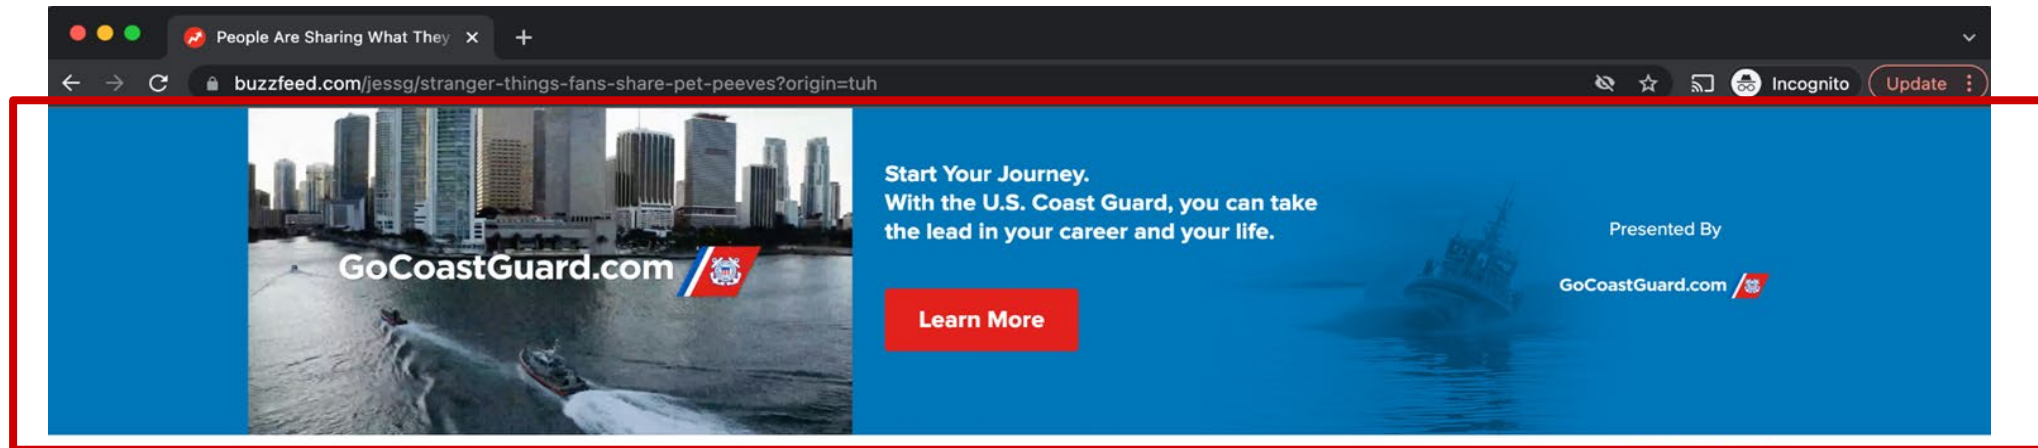 People Are Sharing What They
buzzfeed.com/jessg/stranger-things-fans-share-pet-peeves?origin=tuh
Incognito
Update
GoCoastGuard.com
Start Your Journey.
With the U.S. Coast Guard, you can take
the lead in your career and your life.
Learn More
Presented By
GoCoastGuard.com